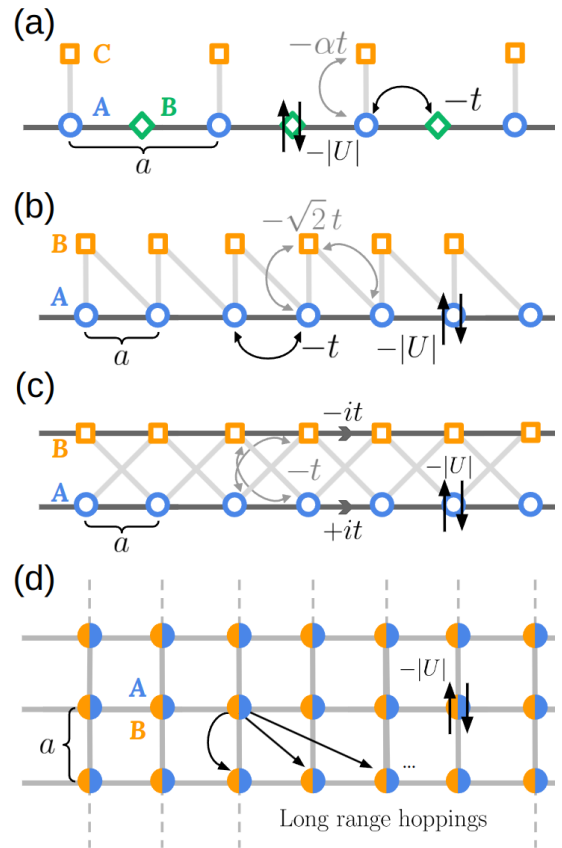 (a)
C
−αt
A
B
−t
−|U|
a
(b)
B
−√2 t
A
a
−t
−|U|
(c)
−it
B
−t
−|U|
A
a
+it
(d)
−|U|
A
a
B
...
Long range hoppings